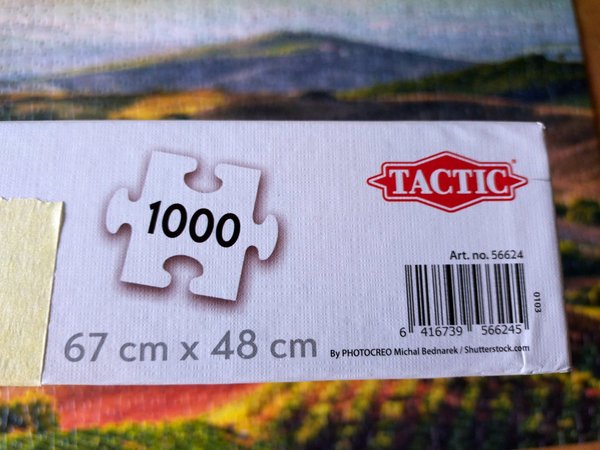 1000
TACTIC
Art. no. 56624
6 416739 566245
0103
67 cm x 48 cm
By PHOTOCREO Michal Bednarek / Shutterstock.com